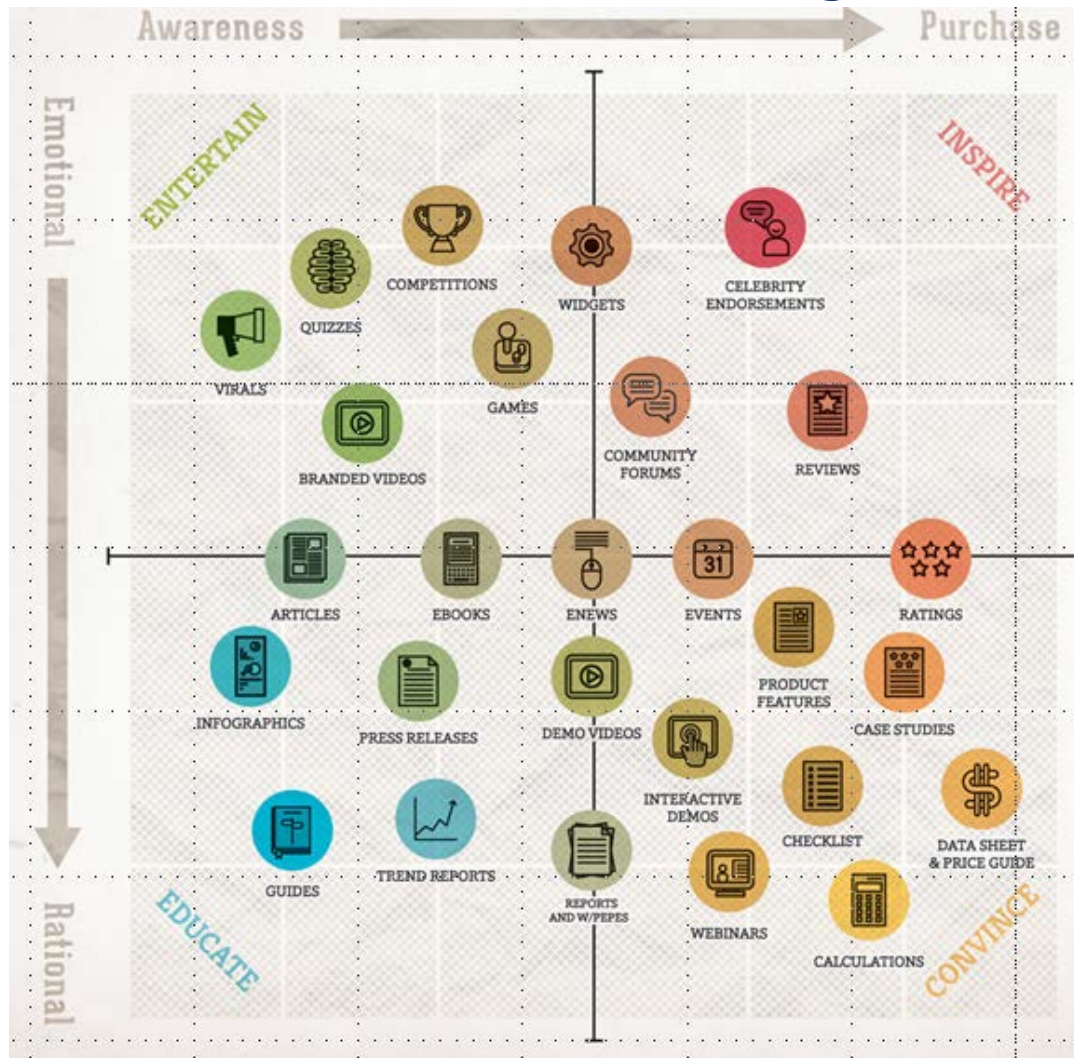 Awareness
Purchase
Emotional
Rational
ENTERTAIN
INSPIRE
EDUCATE
CONVINCE
COMPETITIONS
WIDGETS
CELEBRITY
ENDORSEMENTS
QUIZZES
VIRALS
GAMES
BRANDED VIDEOS
COMMUNITY
FORUMS
REVIEWS
31
ARTICLES
EBOOKS
ENEWS
EVENTS
RATINGS
INFOGRAPHICS
PRESS RELEASES
DEMO VIDEOS
PRODUCT
FEATURES
CASE STUDIES
INTERACTIVE
DEMOS
CHECKLIST
DATA SHEET
& PRICE GUIDE
GUIDES
TREND REPORTS
REPORTS
AND W/PEPES
WEBINARS
CALCULATIONS